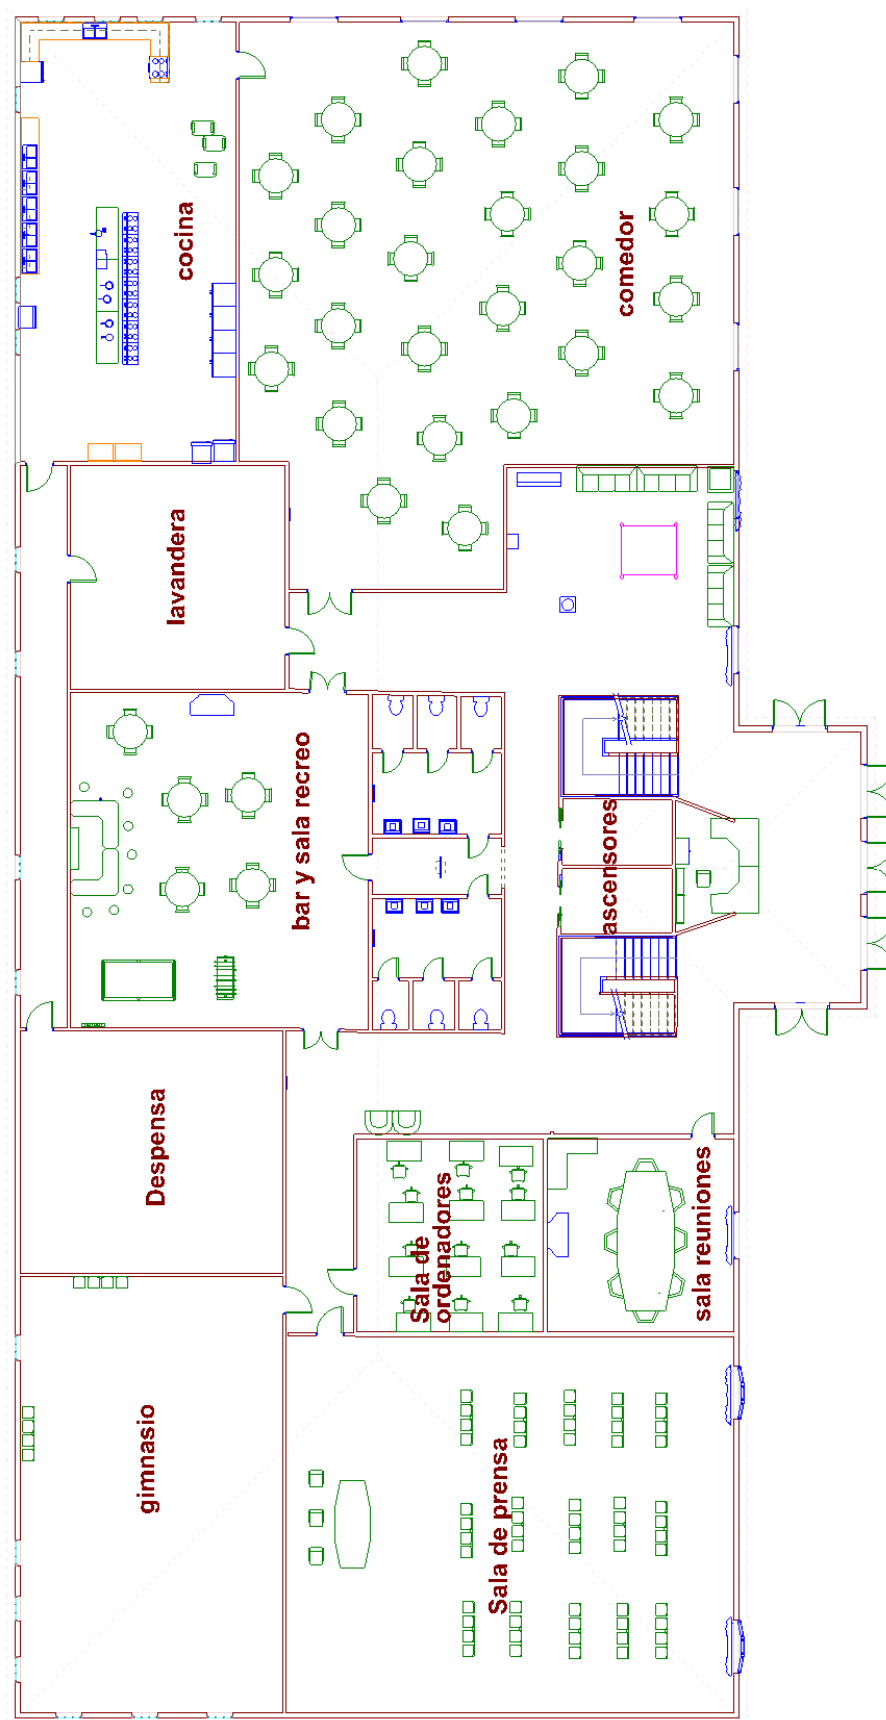 cocina
comedor
lavandera
bar y sala recreo
ascensores
Despensa
Sala de
ordenadores
sala reuniones
gimnasio
Sala de prensa